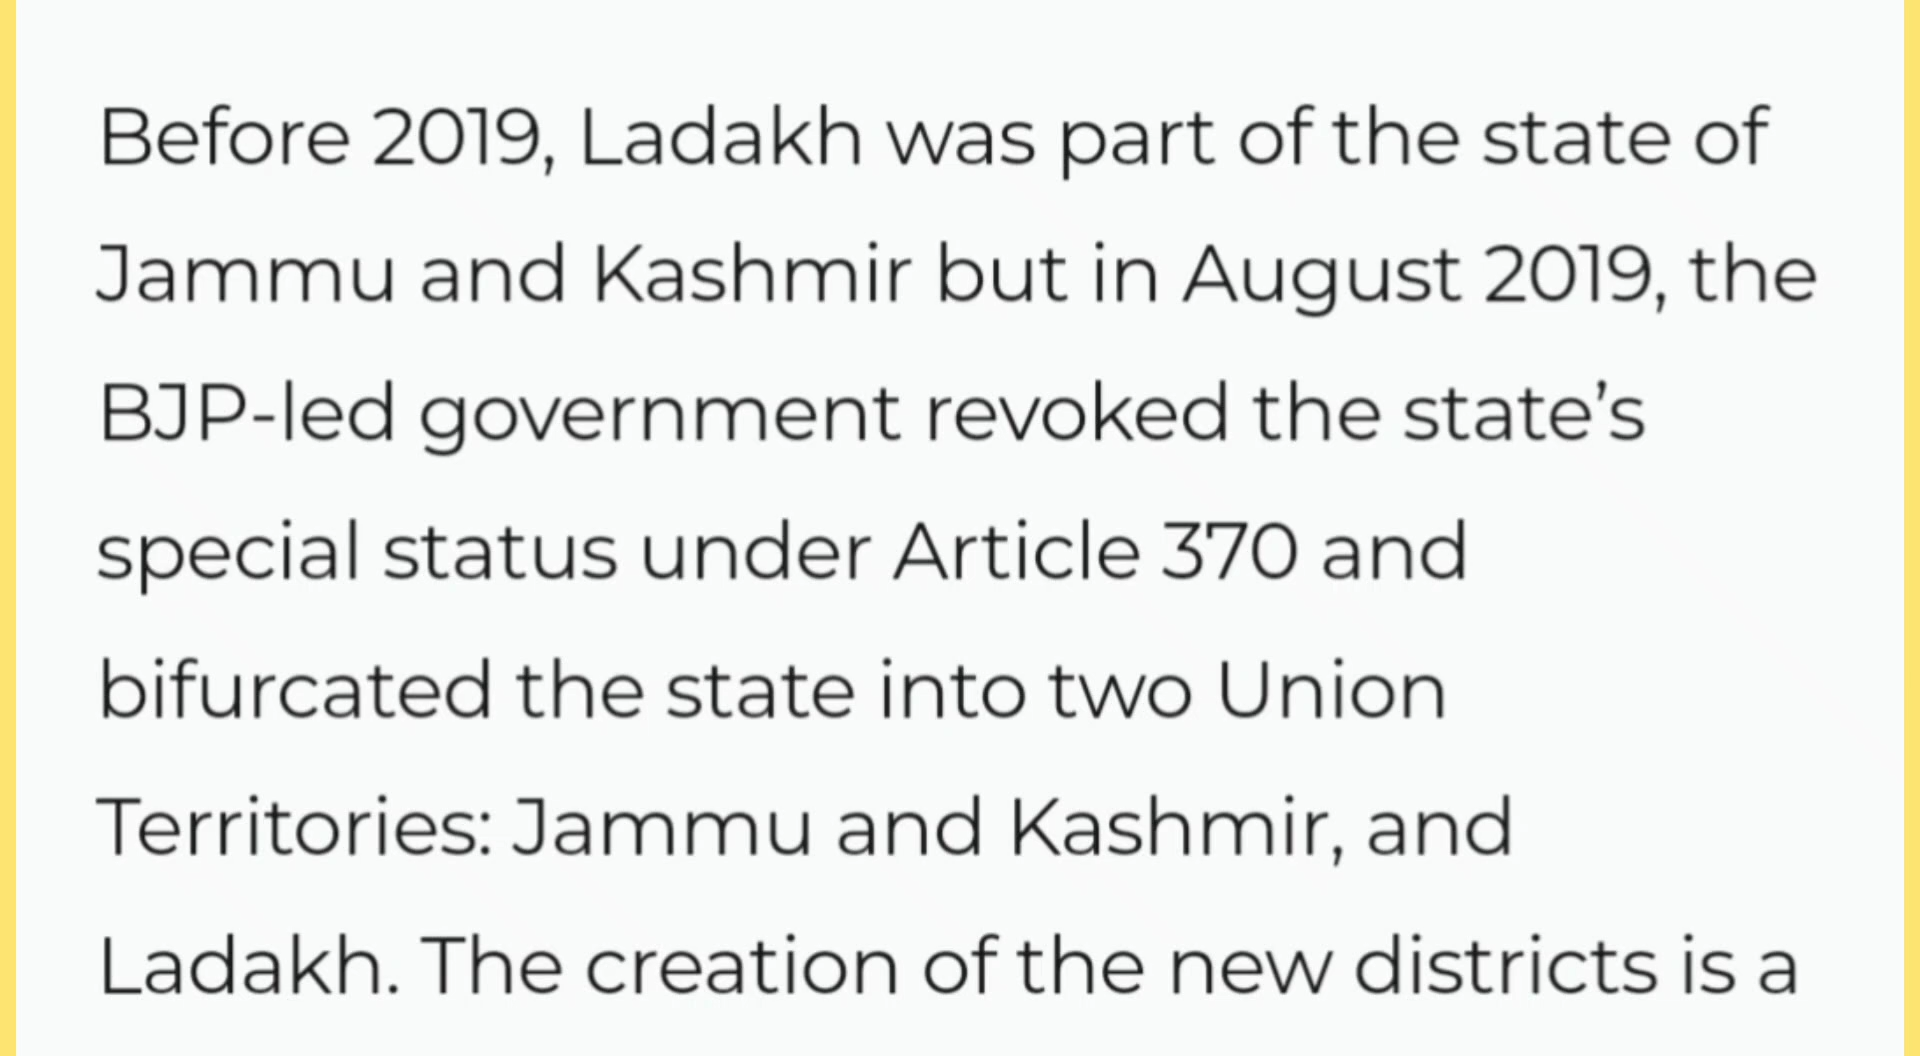 Before 2019, Ladakh was part of the state of
Jammu and Kashmir but in August 2019, the
BJP-led government revoked the state’s
special status under Article 370 and
bifurcated the state into two Union
Territories: Jammu and Kashmir, and
Ladakh. The creation of the new districts is a